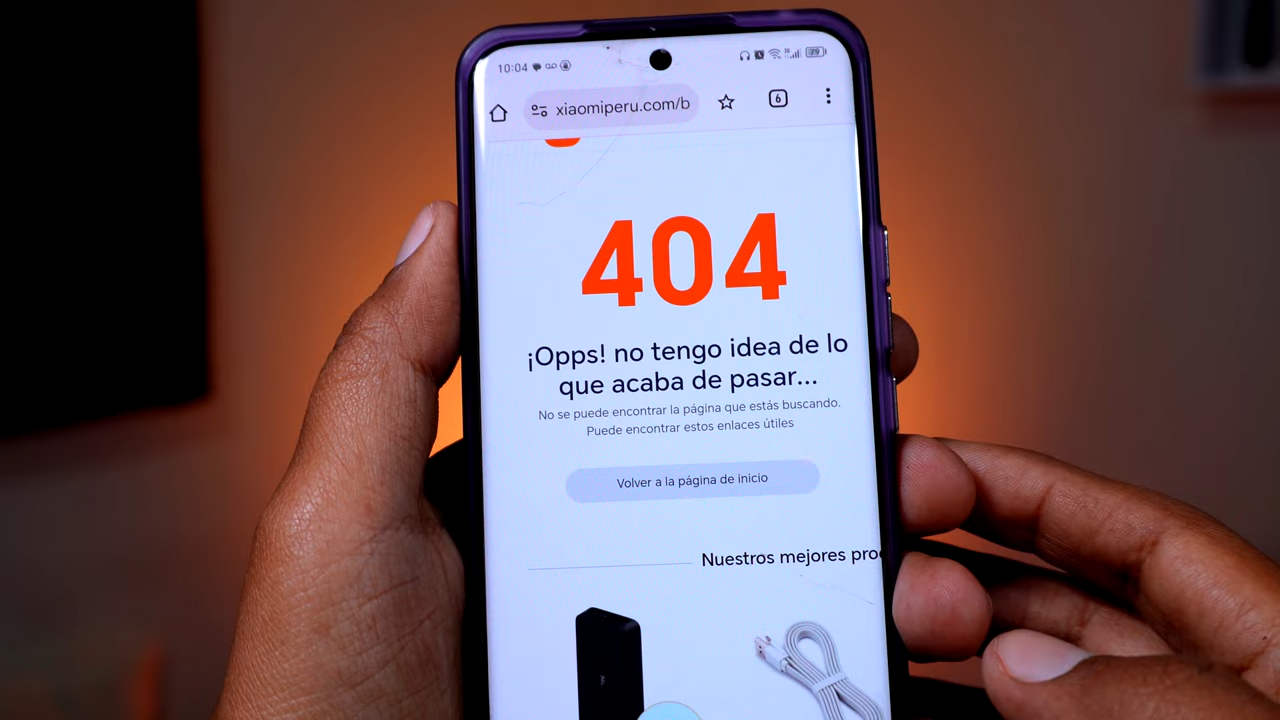 10:04
79
xiaomiperu.com/b
6
404
¡Opps! no tengo idea de lo
que acaba de pasar...
No se puede encontrar la página que estás buscando.
Puede encontrar estos enlaces útiles
Volver a la página de inicio
Nuestros mejores pro